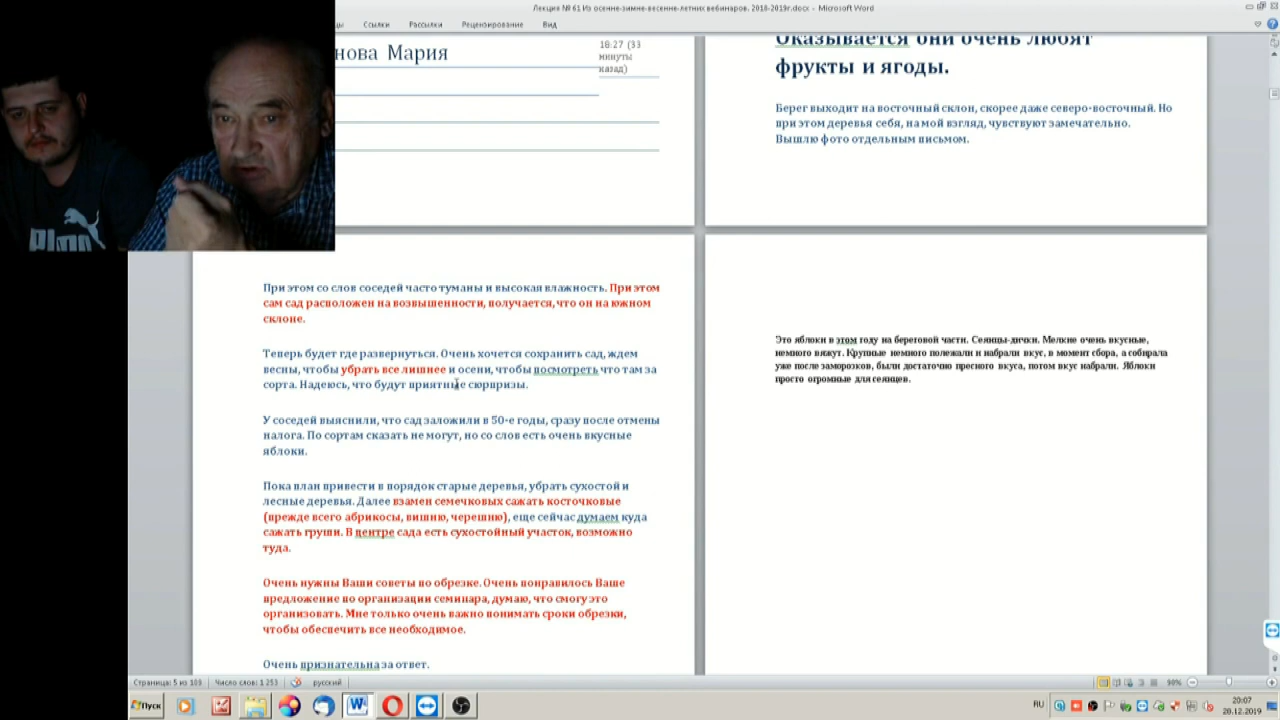 Лекция № 61 Из осенне-зимне-весенне-летних вебинаров. 2018-2019г.docx - Microsoft Word
Ссылки Рассылки Рецензирование Вид
нова Мария
18:27 (33
минуты
назад)
Оказывается они очень любят
фрукты и ягоды.
Берег выходит на восточный склон, скорее даже северо-восточный. Но
при этом деревья себя, на мой взгляд, чувствуют замечательно.
Вышлю фото отдельным письмом.
При этом со слов соседей часто туманы и высокая влажность. При этом
сам сад расположен на возвышенности, получается, что он на южном
склоне.
Теперь будет где развернуться. Очень хочется сохранить сад, ждем
весны, чтобы убрать все лишнее и осени, чтобы посмотреть что там за
сорта. Надеюсь, что будут приятные сюрпризы.
У соседей выяснили, что сад заложили в 50-е годы, сразу после отмены
налога. По сортам сказать не могут, но со слов есть очень вкусные
яблоки.
Пока план привести в порядок старые деревья, убрать сухостой и
лесные деревья. Далее взамен семечковых сажать косточковые
(прежде всего абрикосы, вишню, черешню), еще сейчас думаем куда
сажать груши. В центре сада есть сухостойный участок, возможно
туда.
Очень нужны Ваши советы по обрезке. Очень понравилось Ваше
предложение по организации семинара, думаю, что смогу это
организовать. Мне только очень важно понимать сроки обрезки,
чтобы обеспечить все необходимое.
Очень признательна за ответ.
Это яблоки в этом году на береговой части. Сеянцы-дички. Мелкие очень вкусные,
немного вяжут. Крупные немного полежали и набрали вкус, в момент сбора, а собирала
уже после заморозков, были достаточно пресного вкуса, потом вкус набрали. Яблоки
просто огромные для сеянцев.
Страница: 5 из 103 Число слов: 1 253 русский 90%
Пуск
RU
20:07
20.12.2019